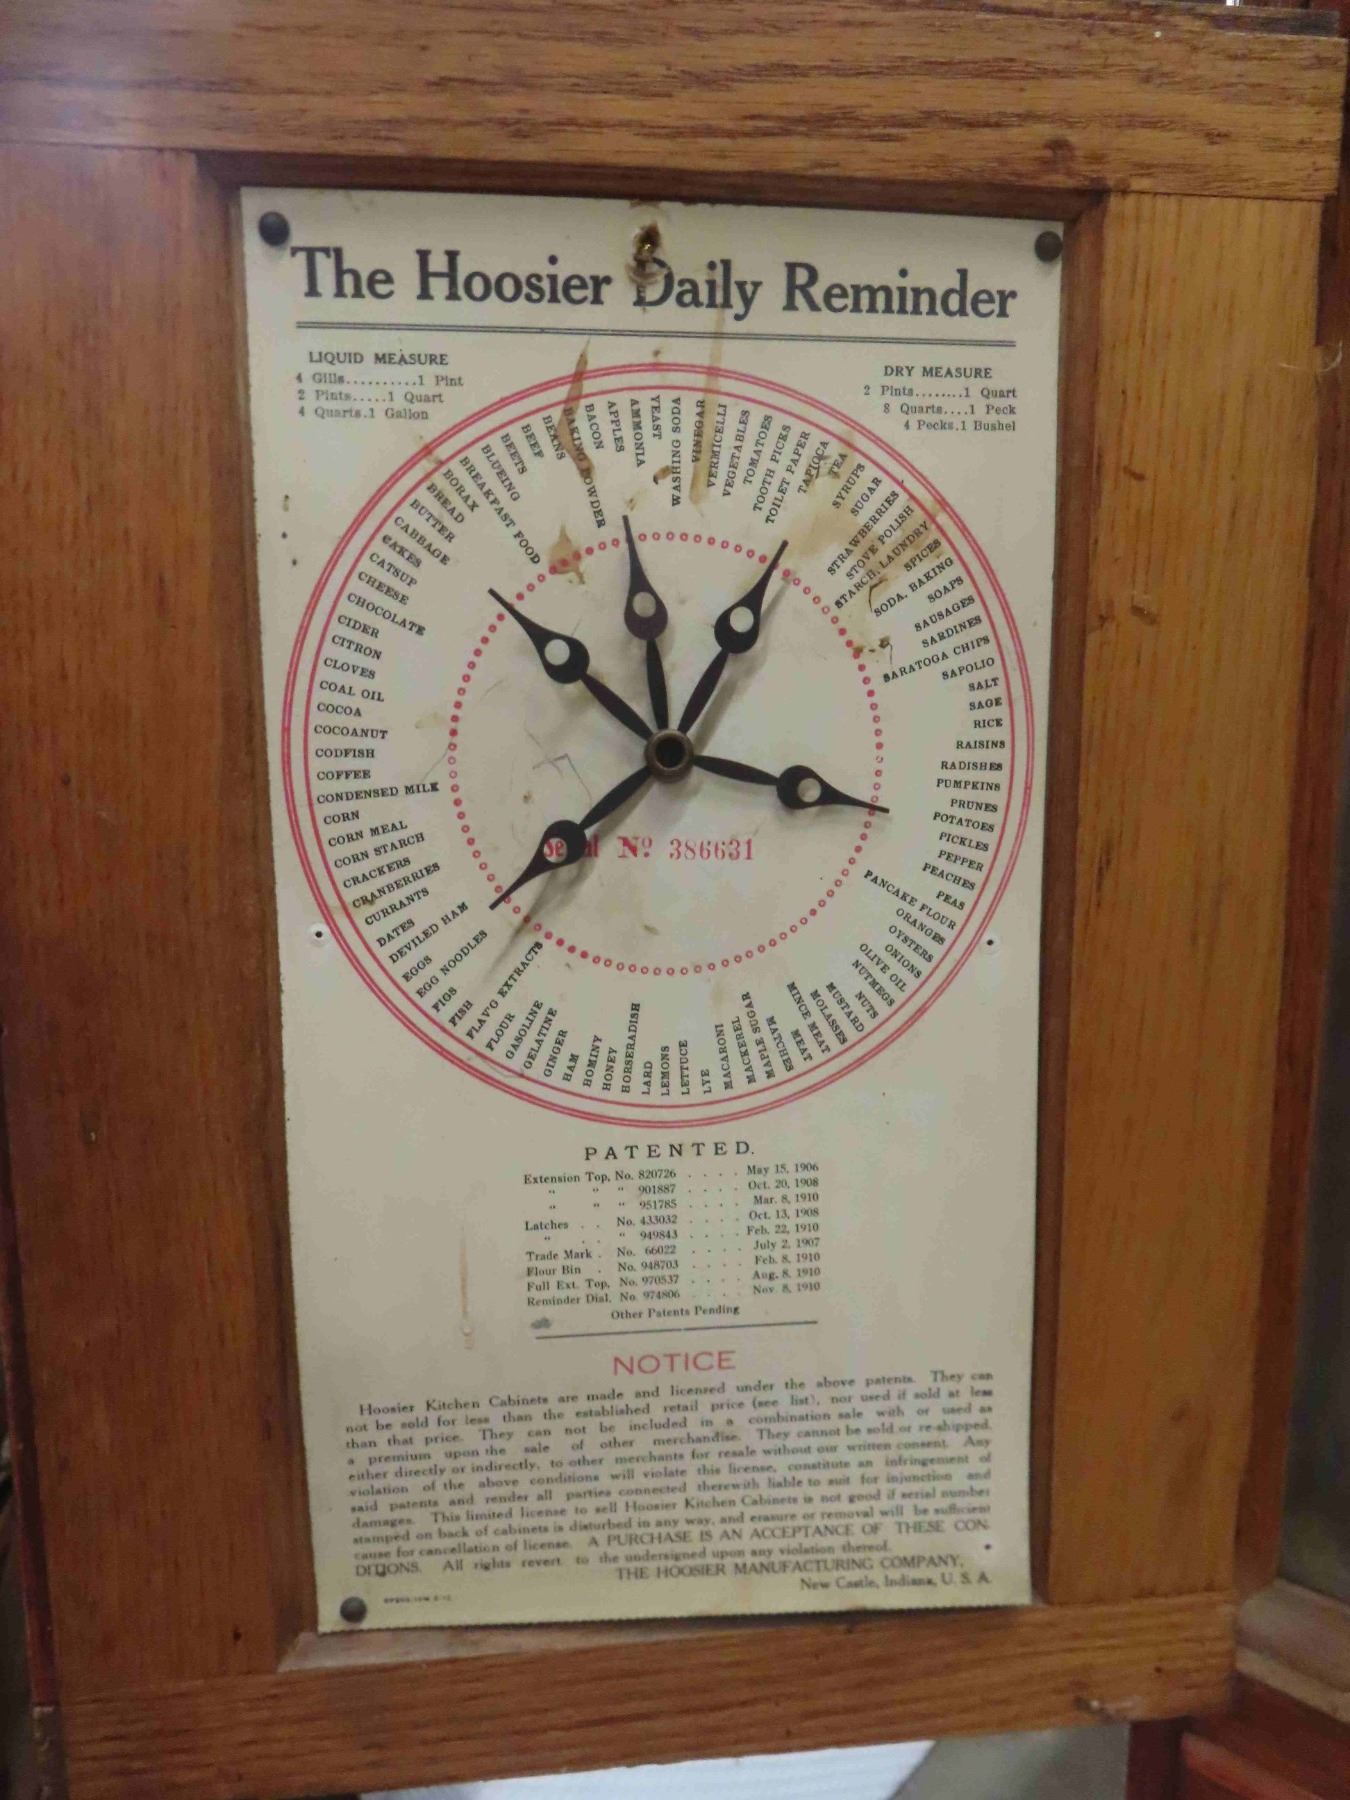 The Hoosier Daily Reminder
LIQUID MEASURE
4 Gills..........1 Pint
2 Pints.....1 Quart
4 Quarts.1 Gallon
DRY MEASURE
2 Pints........1 Quart
8 Quarts....1 Peck
4 Pecks.1 Bushel
AMMONIA
APPLES
BACON
BAKING POWDER
BEANS
BEEF
BEETS
BLUEING
BREAKFAST FOOD
BORAX
BREAD
BUTTER
CABBAGE
CAKES
CATSUP
CHEESE
CHOCOLATE
CIDER
CITRON
CLOVES
COAL OIL
COCOA
COCOANUT
CODFISH
COFFEE
CONDENSED MILK
CORN
CORN MEAL
CORN STARCH
CRACKERS
CRANBERRIES
CURRANTS
DATES
DEVILED HAM
EGGS
EGG NOODLES
FIGS
FISH
FLAV'G EXTRACTS
FLOUR
GASOLINE
GELATINE
GINGER
HAM
HOMINY
HONEY
HORSERADISH
LARD
LEMONS
LETTUCE
LYE
MACARONI
MACKEREL
MAPLE SUGAR
MATCHES
MEAT
MINCE MEAT
MOLASSES
MUSTARD
NUTS
NUTMEGS
OLIVE OIL
ONIONS
OYSTERS
ORANGES
PANCAKE FLOUR
PEAS
PEACHES
PEPPER
PICKLES
POTATOES
PRUNES
PUMPKINS
RADISHES
RAISINS
RICE
SAGE
SALT
SAPOLIO
SARATOGA CHIPS
SARDINES
SAUSAGES
SOAPS
SODA, BAKING
SPICES
STARCH, LAUNDRY
STOVE POLISH
STRAWBERRIES
SUGAR
SYRUPS
TEA
TAPIOCA
TOILET PAPER
TOOTH PICKS
TOMATOES
VEGETABLES
VERMICELLI
VINEGAR
WASHING SODA
YEAST
Nº 386631
PATENTED.
Extension Top, No. 820726 . . . . May 15, 1906
" " " 901887 . . . . Oct. 20, 1908
" " " 951785 . . . . Mar. 8, 1910
Latches . . No. 433032 . . . . Oct. 13, 1908
" . . " 949843 . . . . Feb. 22, 1910
Trade Mark . No. 66022 . . . . July 2, 1907
Flour Bin . No. 948703 . . . . Feb. 8, 1910
Full Ext. Top, No. 970537 . . . . Aug. 8, 1910
Reminder Dial, No. 974806 . . . . Nov. 8, 1910
Other Patents Pending
NOTICE
Hoosier Kitchen Cabinets are made and licensed under the above patents. They can
not be sold for less than the established retail price (see list), nor used if sold at less
than that price. They can not be included in a combination sale with or used as
a premium upon the sale of other merchandise. They cannot be sold or re-shipped,
either directly or indirectly, to other merchants for resale without our written consent. Any
violation of the above conditions will violate this license, constitute an infringement of
said patents and render all parties connected therewith liable to suit for injunction and
damages. This limited license to sell Hoosier Kitchen Cabinets is not good if serial number
stamped on back of cabinets is disturbed in any way, and erasure or removal will be sufficient
cause for cancellation of license. A PURCHASE IS AN ACCEPTANCE OF THESE CON-
DITIONS. All rights revert to the undersigned upon any violation thereof.
THE HOOSIER MANUFACTURING COMPANY,
New Castle, Indiana, U. S. A.